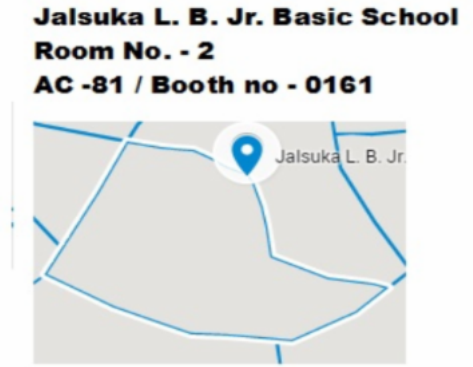 Jalsuka L. B. Jr. Basic School
Room No. - 2
AC -81 / Booth no - 0161
Jalsuka L. B. Jr.